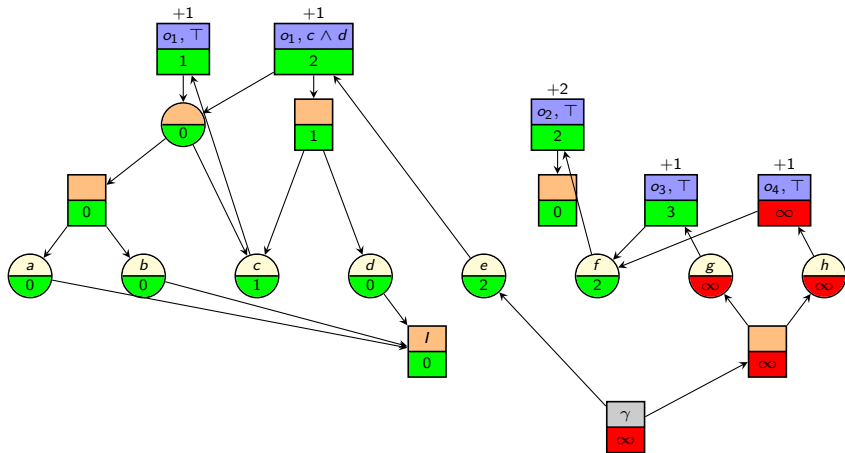 +1 +1
o₁, ⊤ o₁, c ∧ d
1 2
+2
o₂, ⊤
0 1 2
+1 +1
o₃, ⊤ o₄, ⊤
0 0 3 ∞
a b c d e f g h
0 0 1 0 2 2 ∞ ∞
I
0 ∞
γ
∞